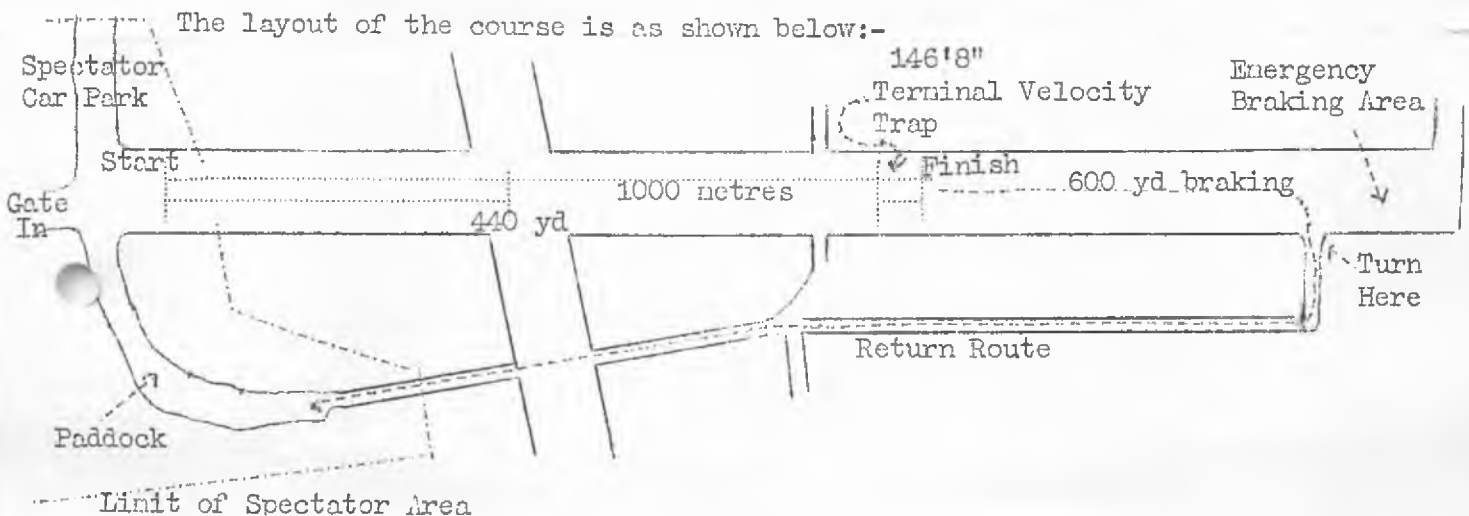 The layout of the course is as shown below:-
146'8"
Spectator
Car Park
Terminal Velocity
Trap
Emergency
Braking Area
Start
Finish
1000 metres
600 yd braking
Gate
In
440 yd
Turn
Here
Return Route
Paddock
Limit of Spectator Area